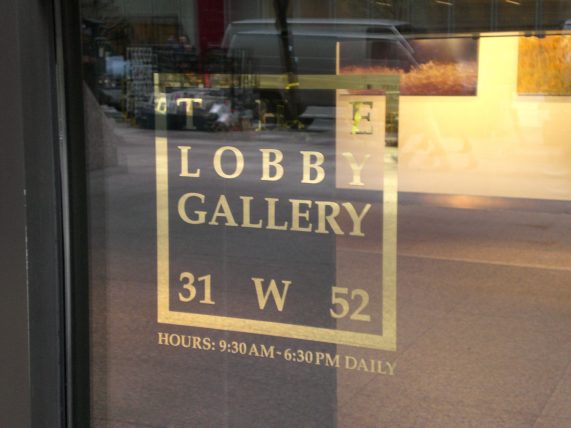 THE
LOBBY
GALLERY
31 W 52
HOURS: 9:30 AM - 6:30 PM DAILY